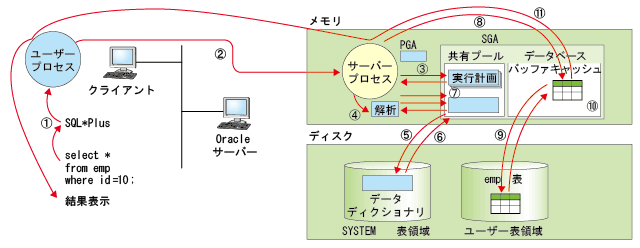 メモリ
ユーザー
プロセス
クライアント
②
サーバー
プロセス
PGA
③
④
解析
⑧
⑪
SGA
共有プール
実行計画
⑦
データベース
バッファキャッシュ
⑩
①
SQL*Plus
select *
from emp
where id=10;
結果表示
Oracle
サーバー
ディスク
⑤
⑥
⑨
データ
ディクショナリ
SYSTEM 表領域
emp 表
ユーザー表領域